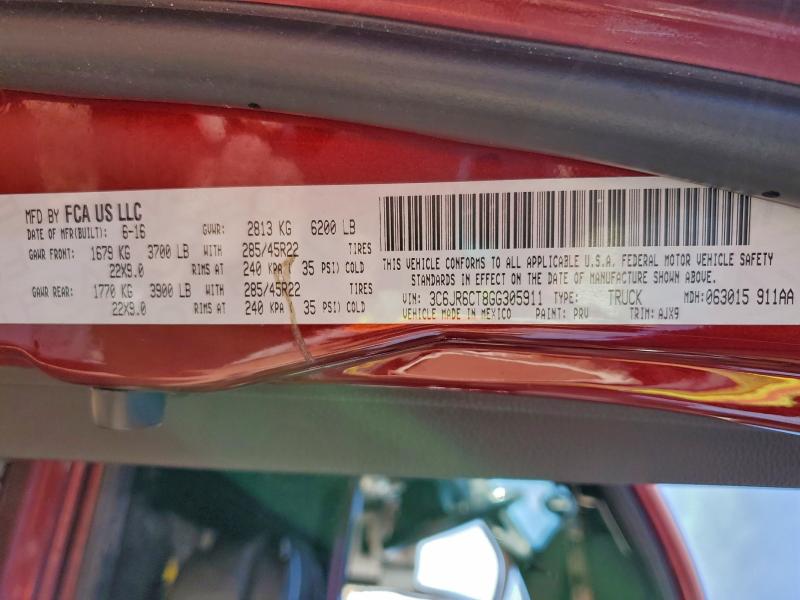 MFD BY FCA US LLC
DATE OF MFR(BUILT): 6-16 GVWR: 2813 KG 6200 LB
GAWR FRONT: 1679 KG 3700 LB WITH 285/45R22 TIRES
22X9.0 RIMS AT 240 KPA( 35 PSI) COLD
GAWR REAR: 1770 KG 3900 LB WITH 285/45R22 TIRES
22X9.0 RIMS AT 240 KPA( 35 PSI) COLD
THIS VEHICLE CONFORMS TO ALL APPLICABLE U.S.A. FEDERAL MOTOR VEHICLE SAFETY
STANDARDS IN EFFECT ON THE DATE OF MANUFACTURE SHOWN ABOVE.
VIN: 3C6JR6CT8GG305911 TYPE: TRUCK MDH:063015 911AA
VEHICLE MADE IN MEXICO PAINT: PRV TRIM: AJX9